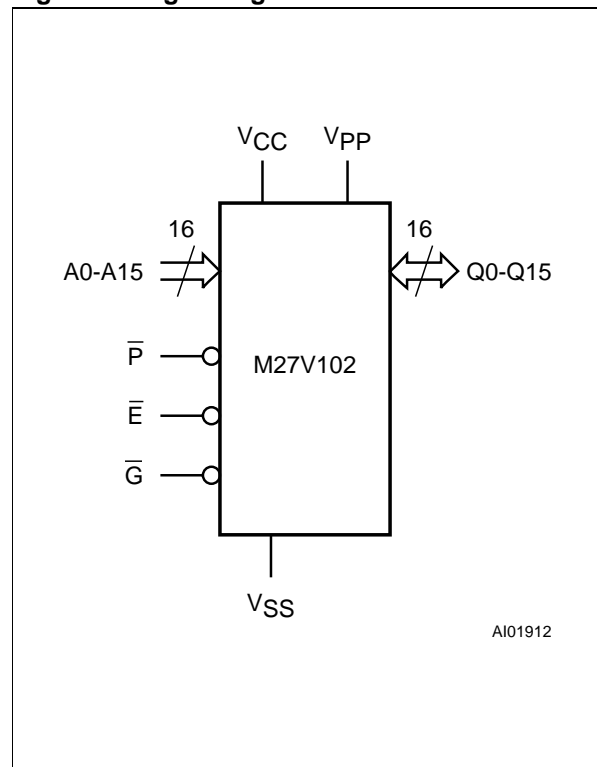 VCC VPP
16 16
A0-A15 Q0-Q15
P̅
M27V102
E̅
G̅
VSS
AI01912